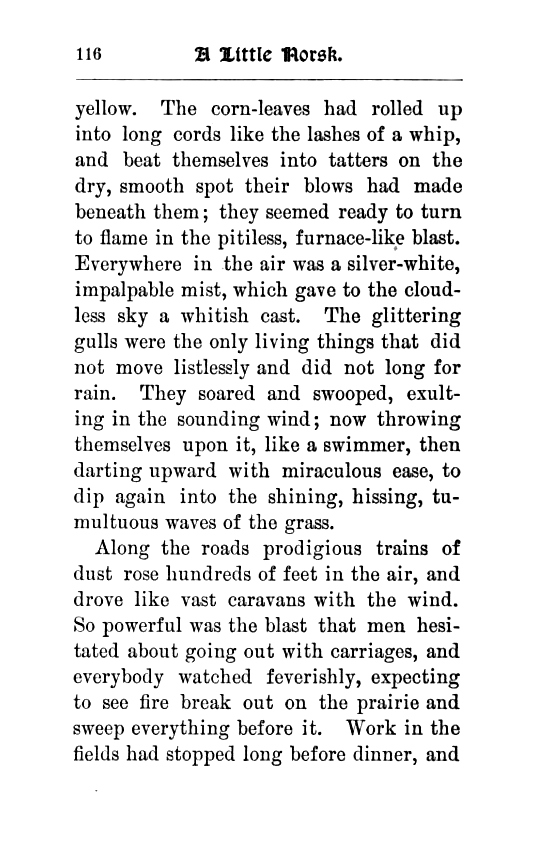 116 A Little Norsk.
yellow. The corn-leaves had rolled up
into long cords like the lashes of a whip,
and beat themselves into tatters on the
dry, smooth spot their blows had made
beneath them; they seemed ready to turn
to flame in the pitiless, furnace-like blast.
Everywhere in the air was a silver-white,
impalpable mist, which gave to the cloud-
less sky a whitish cast. The glittering
gulls were the only living things that did
not move listlessly and did not long for
rain. They soared and swooped, exult-
ing in the sounding wind; now throwing
themselves upon it, like a swimmer, then
darting upward with miraculous ease, to
dip again into the shining, hissing, tu-
multuous waves of the grass.
Along the roads prodigious trains of
dust rose hundreds of feet in the air, and
drove like vast caravans with the wind.
So powerful was the blast that men hesi-
tated about going out with carriages, and
everybody watched feverishly, expecting
to see fire break out on the prairie and
sweep everything before it. Work in the
fields had stopped long before dinner, and